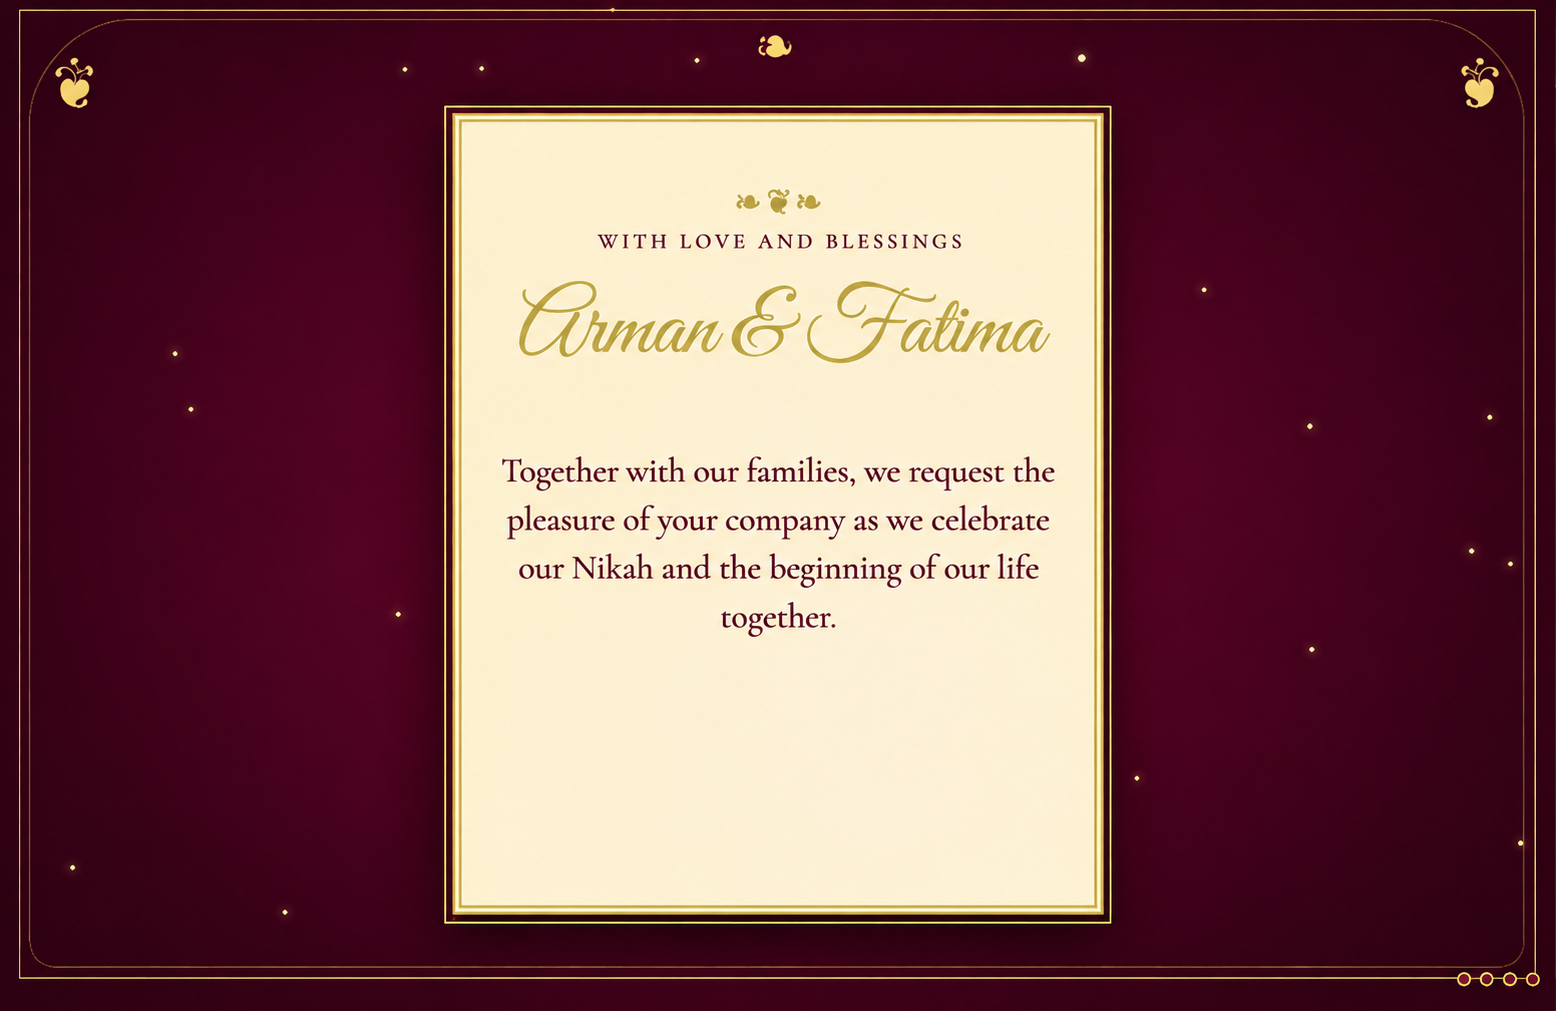 WITH LOVE AND BLESSINGS
Arman & Fatima
Together with our families, we request the
pleasure of your company as we celebrate
our Nikah and the beginning of our life
together.